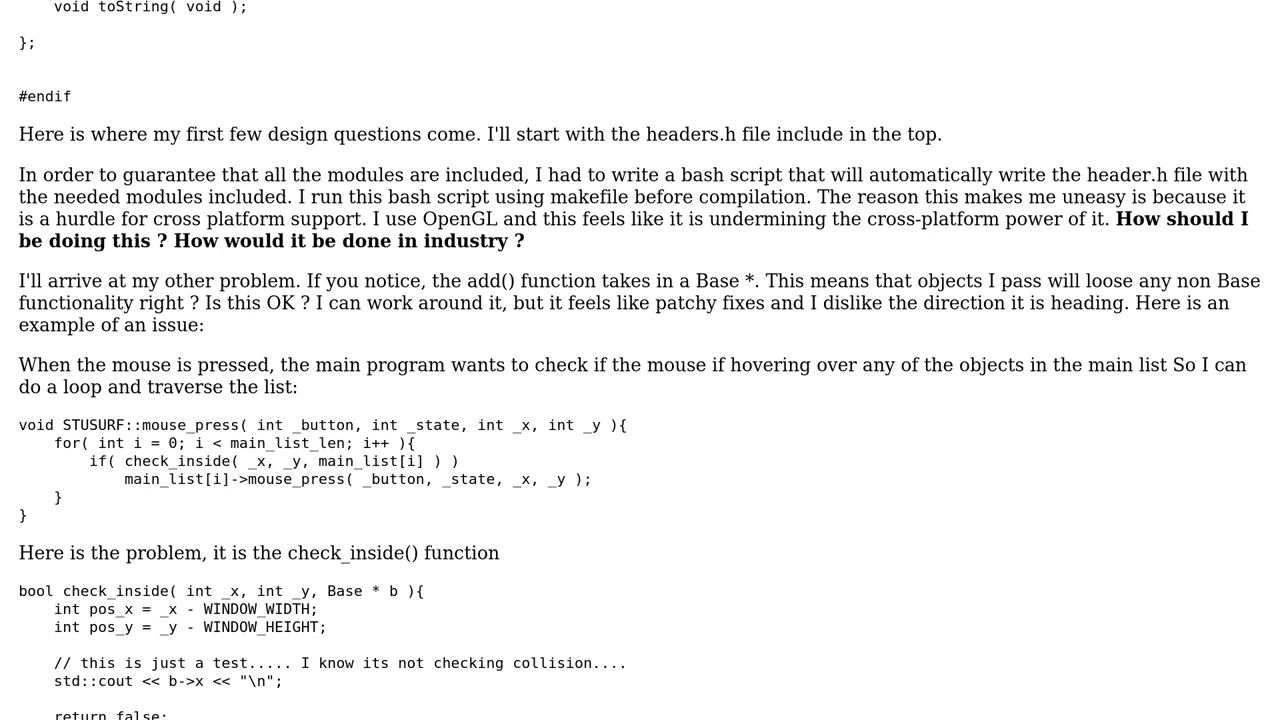 void toString( void );
};
#endif
Here is where my first few design questions come. I'll start with the headers.h file include in the top.
In order to guarantee that all the modules are included, I had to write a bash script that will automatically write the header.h file with
the needed modules included. I run this bash script using makefile before compilation. The reason this makes me uneasy is because it
is a hurdle for cross platform support. I use OpenGL and this feels like it is undermining the cross-platform power of it. How should I
be doing this ? How would it be done in industry ?
I'll arrive at my other problem. If you notice, the add() function takes in a Base *. This means that objects I pass will loose any non Base
functionality right ? Is this OK ? I can work around it, but it feels like patchy fixes and I dislike the direction it is heading. Here is an
example of an issue:
When the mouse is pressed, the main program wants to check if the mouse if hovering over any of the objects in the main list So I can
do a loop and traverse the list:
void STUSURF::mouse_press( int _button, int _state, int _x, int _y ){
    for( int i = 0; i < main_list_len; i++ ){
        if( check_inside( _x, _y, main_list[i] ) )
            main_list[i]->mouse_press( _button, _state, _x, _y );
    }
}
Here is the problem, it is the check_inside() function
bool check_inside( int _x, int _y, Base * b ){
    int pos_x = _x - WINDOW_WIDTH;
    int pos_y = _y - WINDOW_HEIGHT;
    // this is just a test..... I know its not checking collision....
    std::cout << b->x << "\n";
    return false;